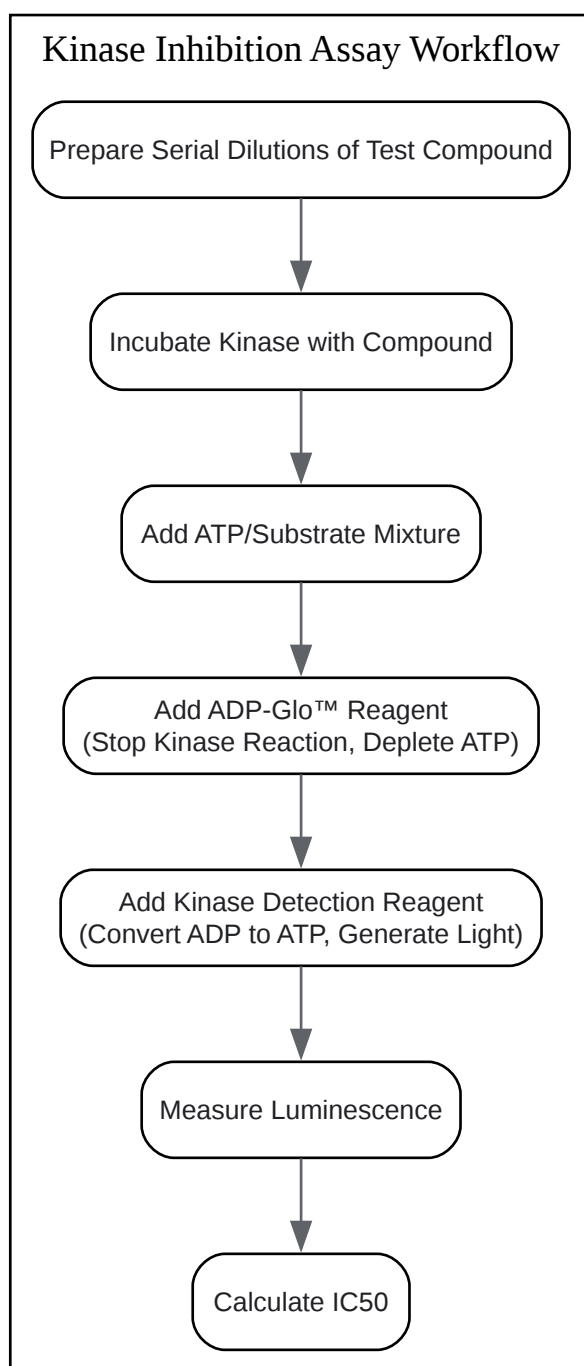 Kinase Inhibition Assay Workflow
Prepare Serial Dilutions of Test Compound
Incubate Kinase with Compound
Add ATP/Substrate Mixture
Add ADP-Glo™ Reagent
(Stop Kinase Reaction, Deplete ATP)
Add Kinase Detection Reagent
(Convert ADP to ATP, Generate Light)
Measure Luminescence
Calculate IC50